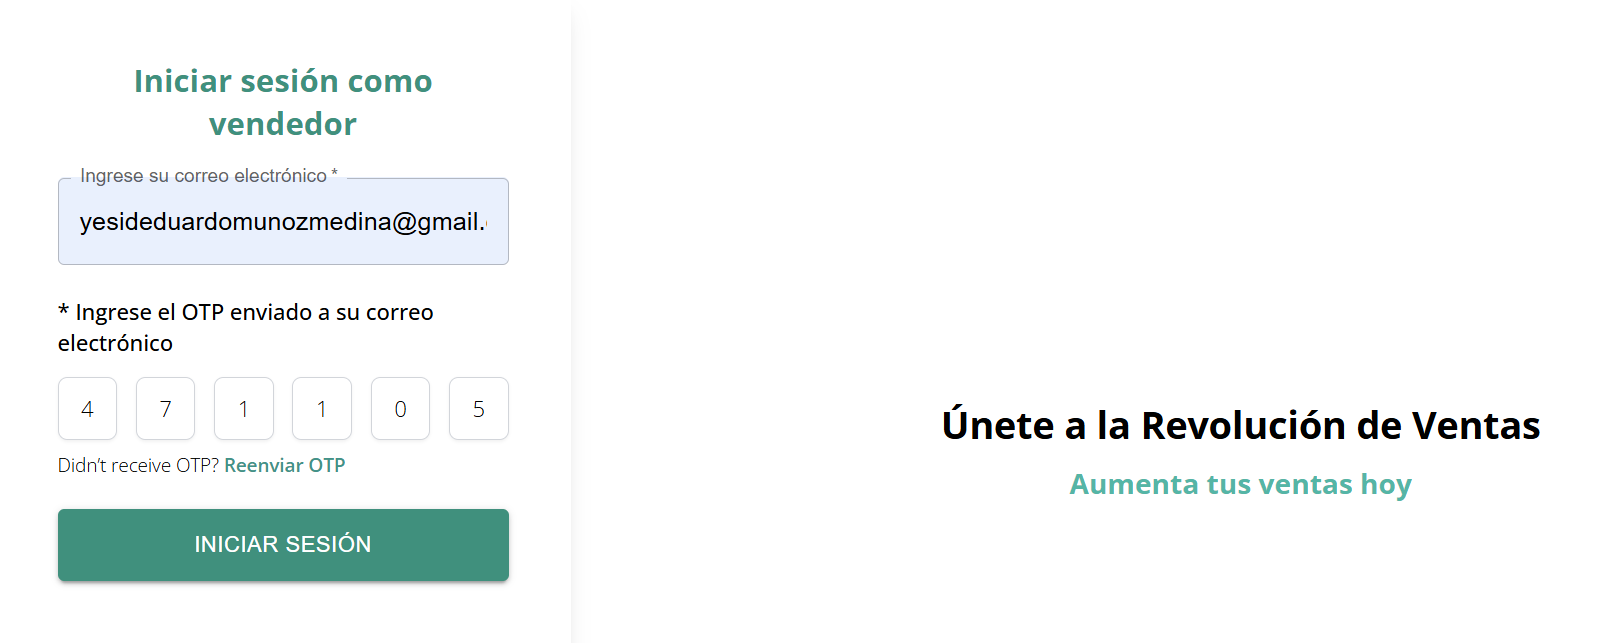 Iniciar sesión como
vendedor
Ingrese su correo electrónico *
yesideduardomunozmedina@gmail.
* Ingrese el OTP enviado a su correo
electrónico
4 7 1 1 0 5
Didn’t receive OTP? Reenviar OTP
INICIAR SESIÓN
Únete a la Revolución de Ventas
Aumenta tus ventas hoy